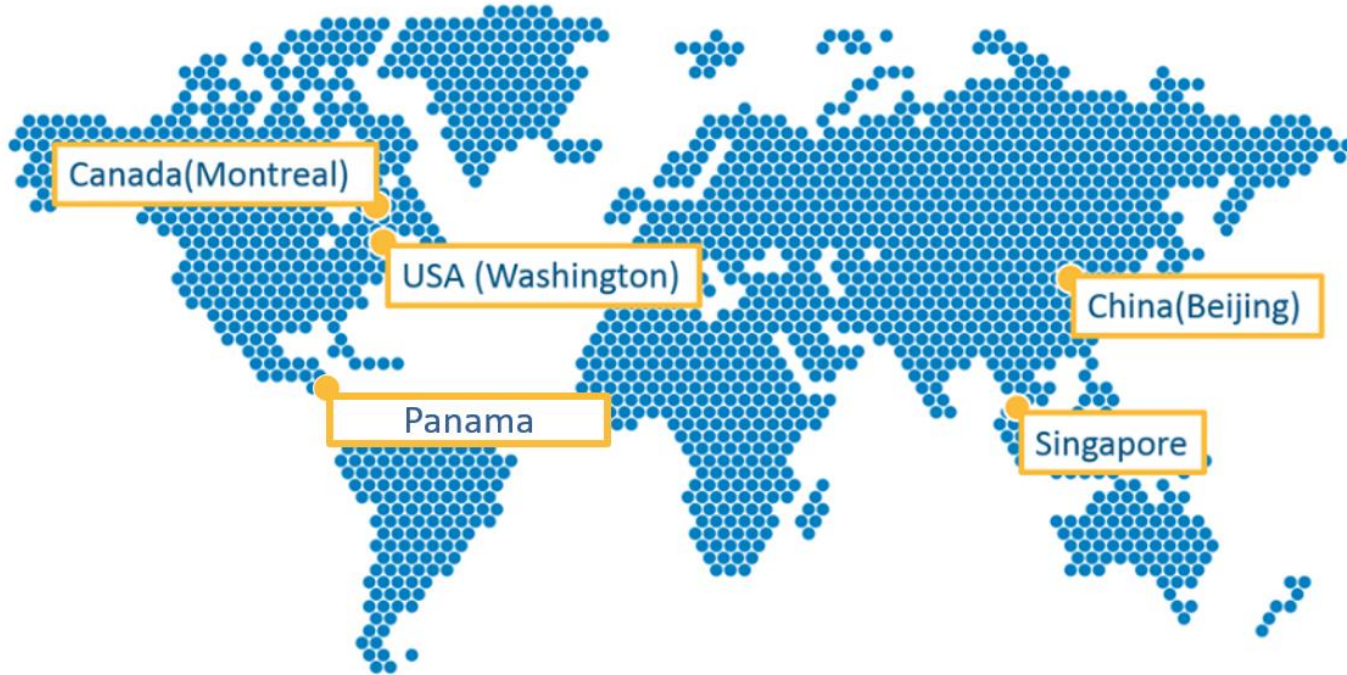 Canada(Montreal)
USA (Washington)
China(Beijing)
Panama
Singapore